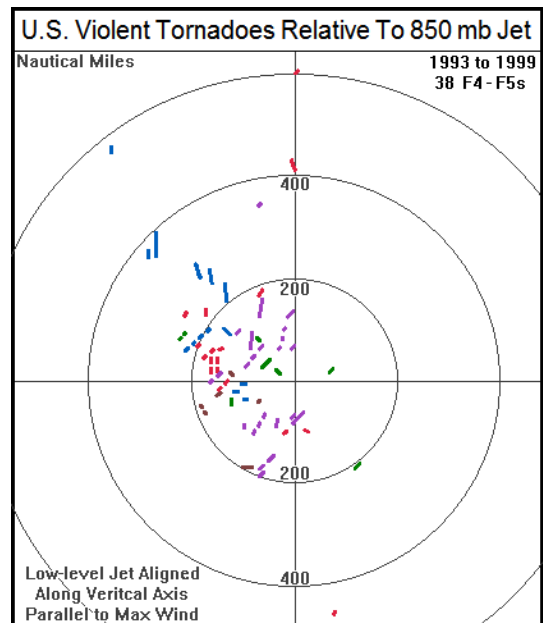 U.S. Violent Tornadoes Relative To 850 mb Jet
Nautical Miles
1993 to 1999
38 F4-F5s
400
200
200
400
Low-level Jet Aligned
Along Veritcal Axis
Parallel to Max Wind